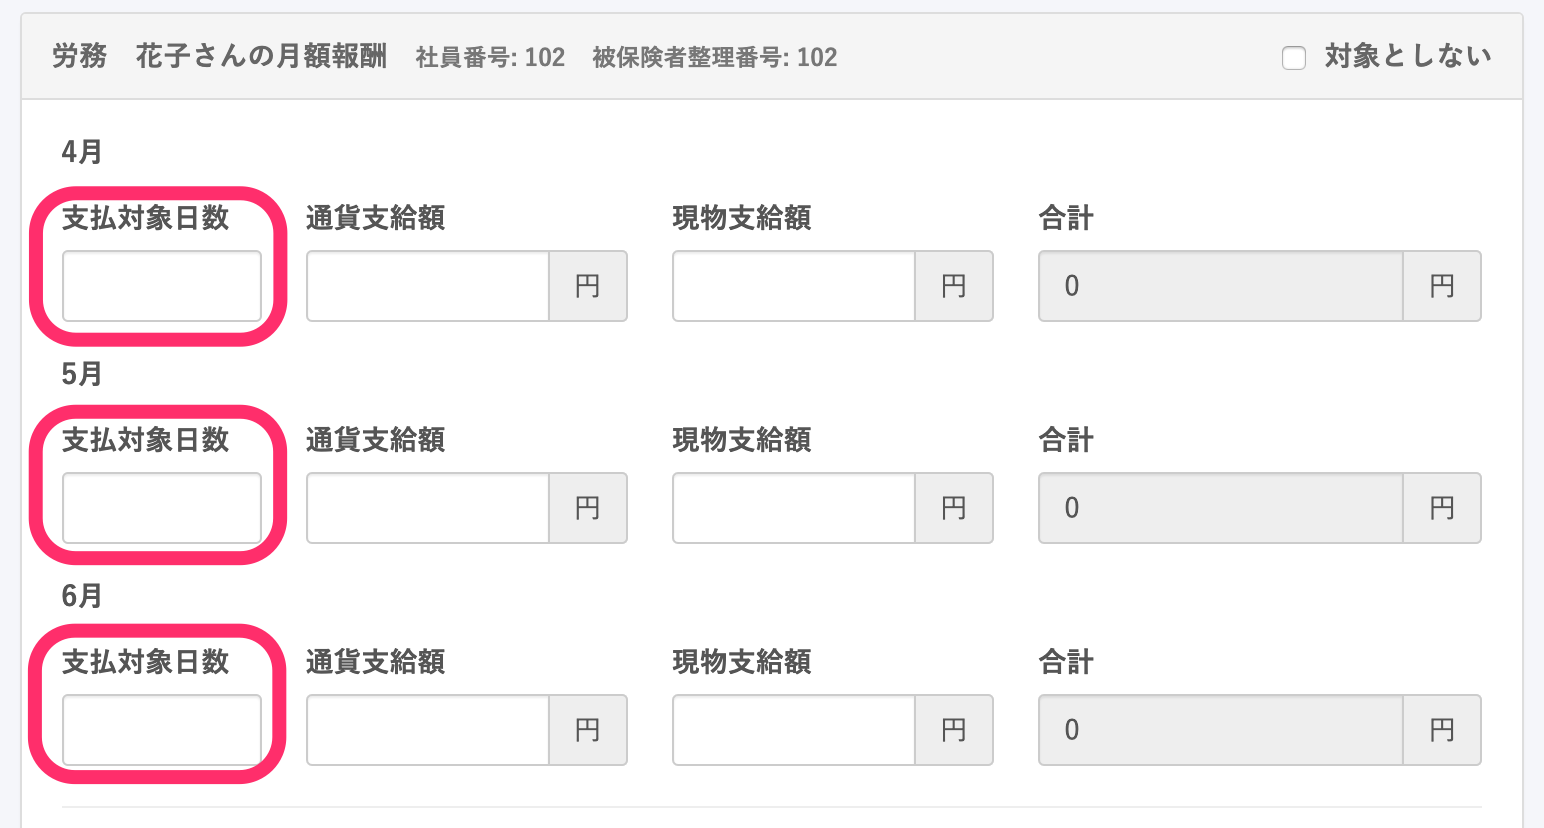 労務　花子さんの月額報酬　社員番号: 102　被保険者整理番号: 102　対象としない
4月
支払対象日数　通貨支給額　現物支給額　合計
円　円　0　円
5月
支払対象日数　通貨支給額　現物支給額　合計
円　円　0　円
6月
支払対象日数　通貨支給額　現物支給額　合計
円　円　0　円